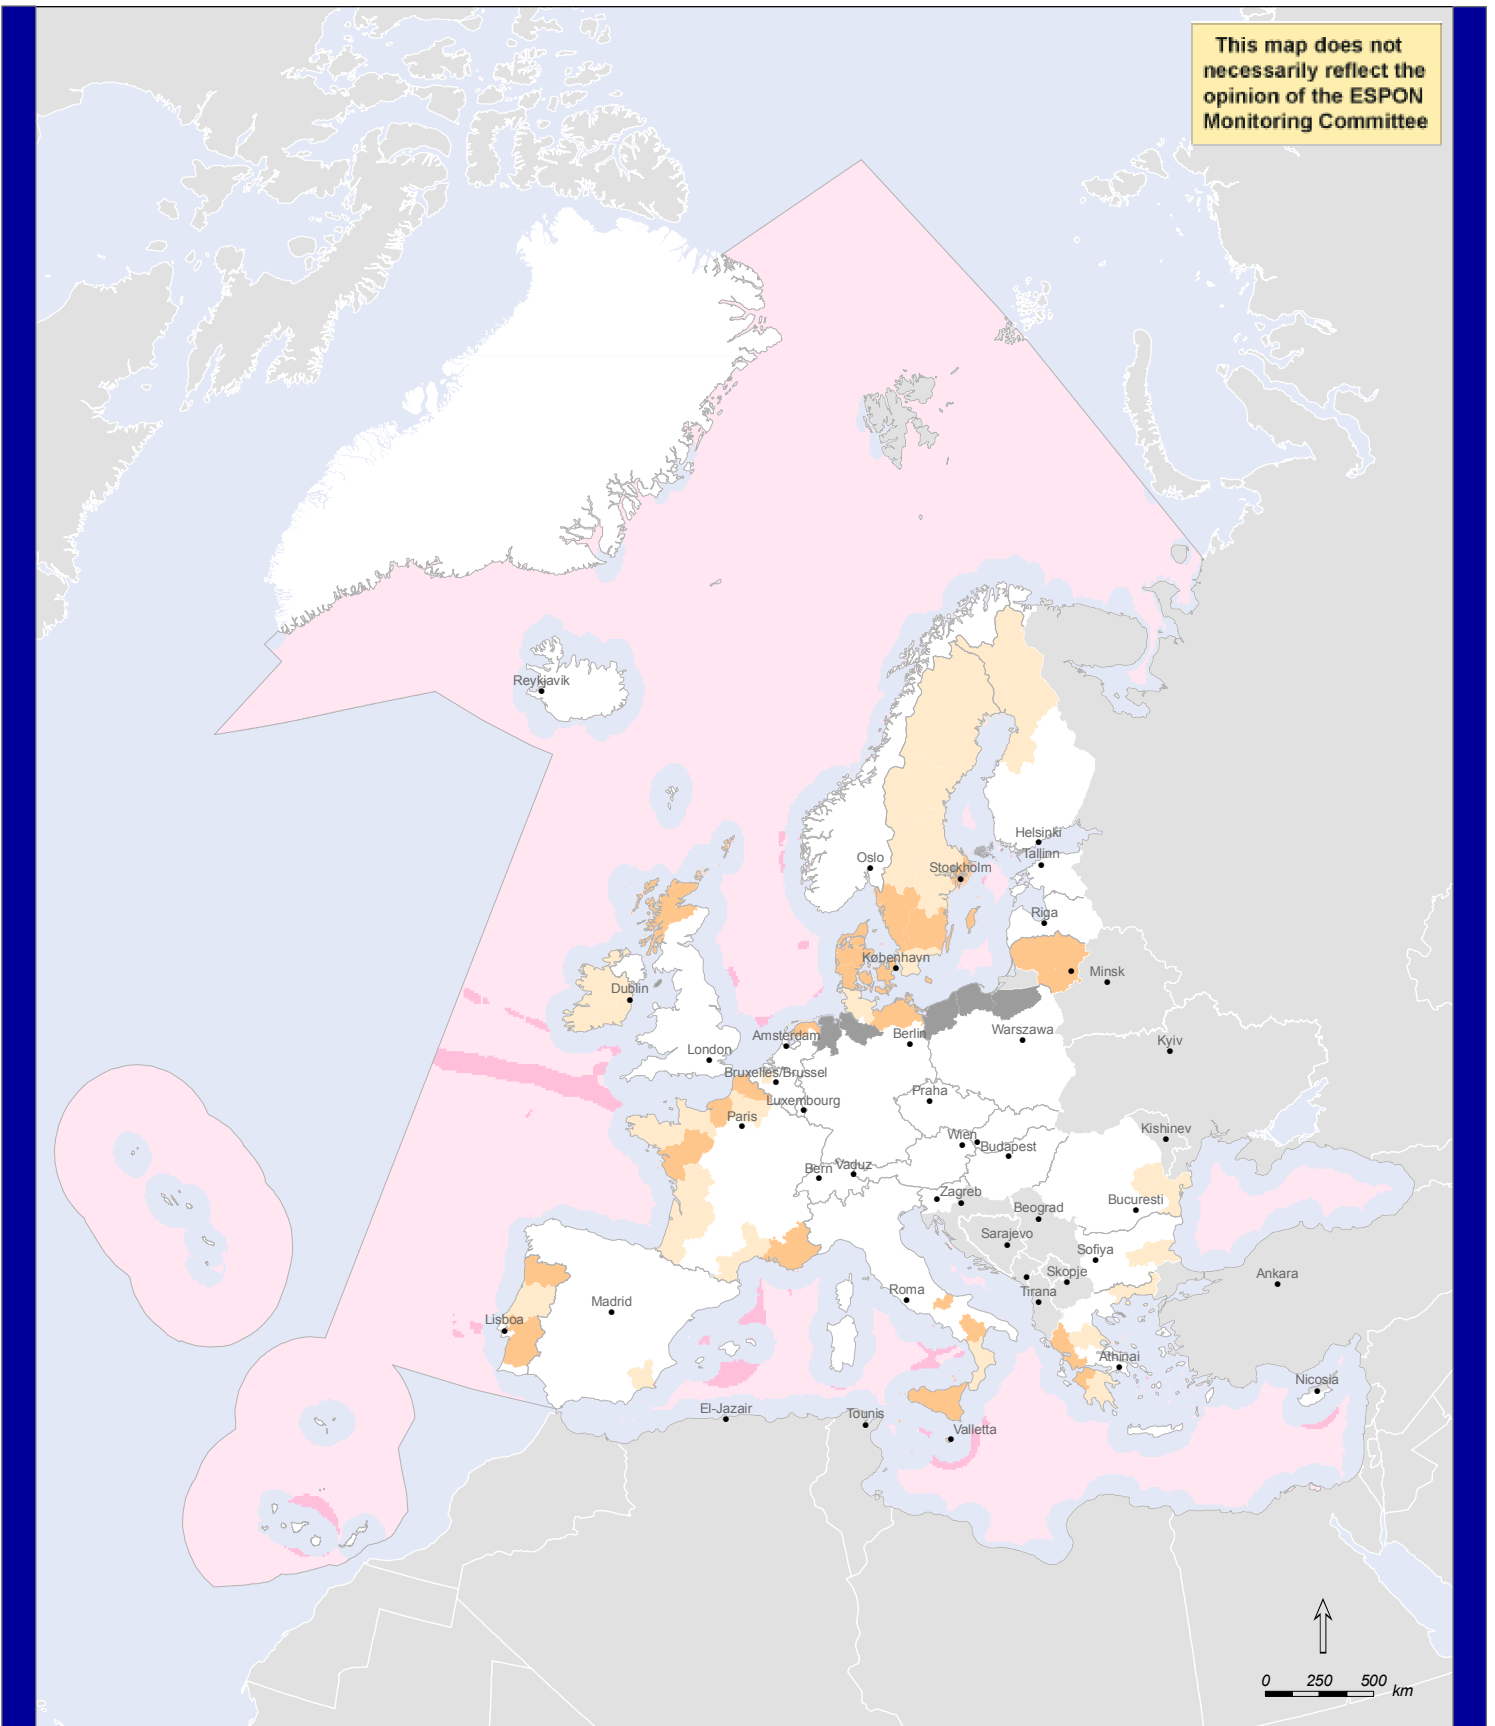 This map does not
necessarily reflect the
opinion of the ESPON
Monitoring Committee
Reykjavik
Helsinki
Tallinn
Oslo
Stockholm
Riga
København
Minsk
Dublin
Amsterdam
Berlin
Warszawa
Kyiv
London
Bruxelles/Brussel
Praha
Luxembourg
Paris
Kishinev
Wien
Budapest
Bern
Vaduz
Zagreb
Bucuresti
Beograd
Sarajevo
Sofiya
Skopje
Ankara
Roma
Tirana
Madrid
Lisboa
Athinai
Nicosia
El-Jazair
Tounis
Valletta
0 250 500
km